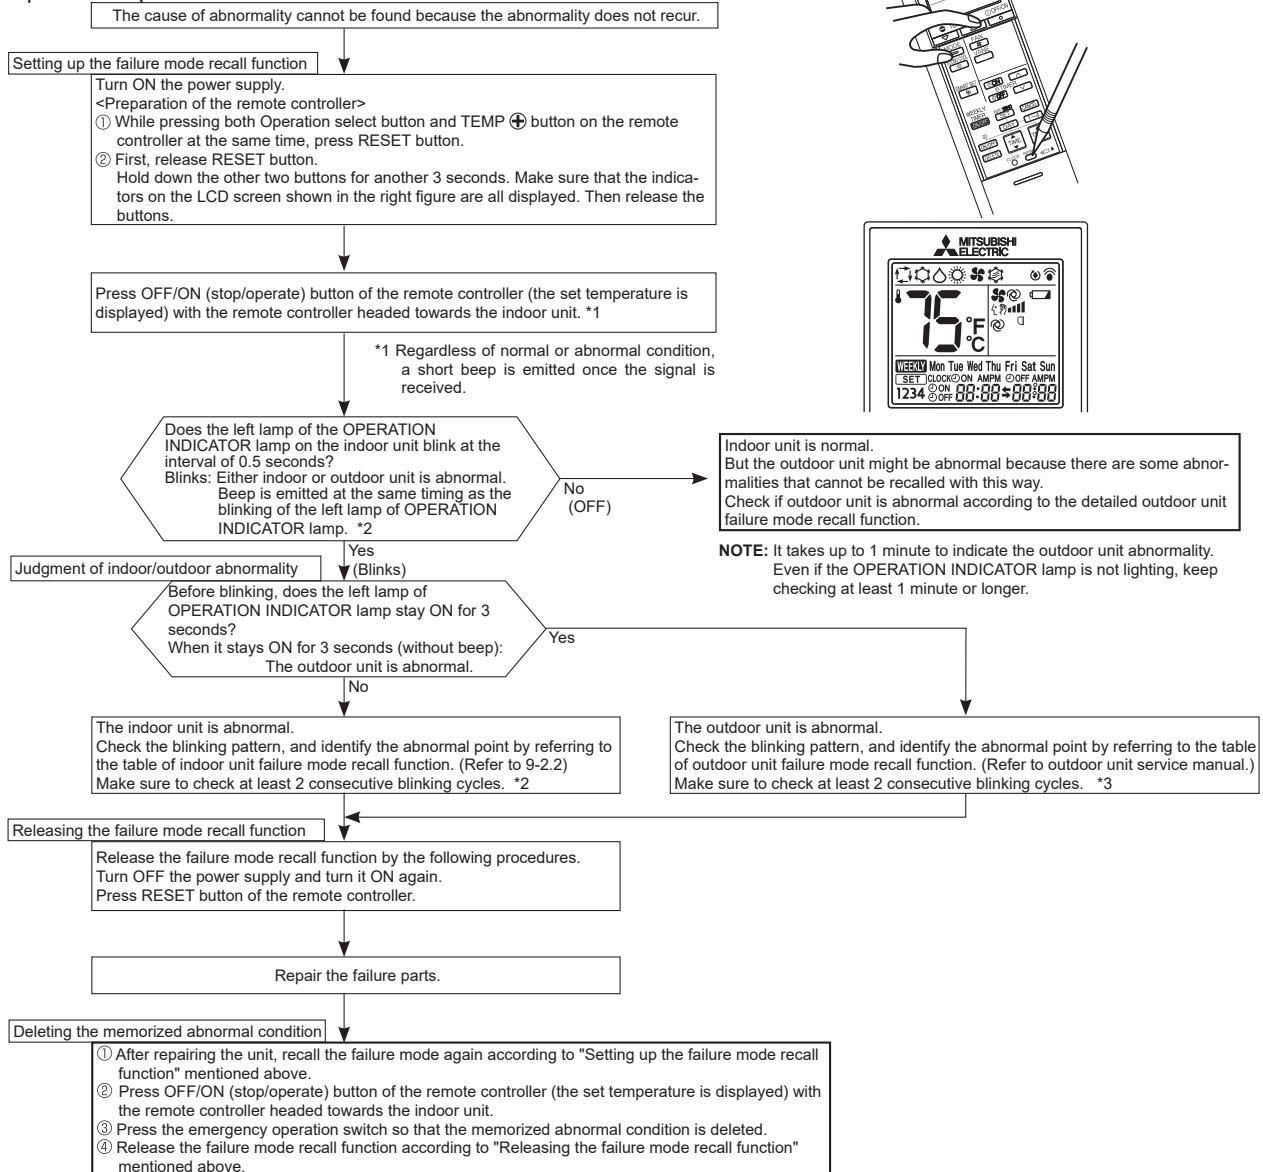 The cause of abnormality cannot be found because the abnormality does not recur.
Setting up the failure mode recall function
Turn ON the power supply.
<Preparation of the remote controller>
① While pressing both Operation select button and TEMP ⊕ button on the remote
controller at the same time, press RESET button.
② First, release RESET button.
Hold down the other two buttons for another 3 seconds. Make sure that the indica-
tors on the LCD screen shown in the right figure are all displayed. Then release the
buttons.
OFF/ON
FAN
VANE
ON
TIMER
OFF
WEEKLY
TIMER
TIME
CLOCK
MITSUBISHI
ELECTRIC
75 °F
°C
WEEKLY Mon Tue Wed Thu Fri Sat Sun
SET CLOCK ON AMPM OFF AMPM
1234 ON OFF 88:88 88:88
Press OFF/ON (stop/operate) button of the remote controller (the set temperature is
displayed) with the remote controller headed towards the indoor unit. *1
*1 Regardless of normal or abnormal condition,
a short beep is emitted once the signal is
received.
Does the left lamp of the OPERATION
INDICATOR lamp on the indoor unit blink at the
interval of 0.5 seconds?
Blinks: Either indoor or outdoor unit is abnormal.
Beep is emitted at the same timing as the
blinking of the left lamp of OPERATION
INDICATOR lamp. *2
No
(OFF)
Indoor unit is normal.
But the outdoor unit might be abnormal because there are some abnor-
malities that cannot be recalled with this way.
Check if outdoor unit is abnormal according to the detailed outdoor unit
failure mode recall function.
NOTE: It takes up to 1 minute to indicate the outdoor unit abnormality.
Even if the OPERATION INDICATOR lamp is not lighting, keep
checking at least 1 minute or longer.
Yes
(Blinks)
Judgment of indoor/outdoor abnormality
Before blinking, does the left lamp of
OPERATION INDICATOR lamp stay ON for 3
seconds?
When it stays ON for 3 seconds (without beep):
The outdoor unit is abnormal.
Yes
No
The indoor unit is abnormal.
Check the blinking pattern, and identify the abnormal point by referring to
the table of indoor unit failure mode recall function. (Refer to 9-2.2)
Make sure to check at least 2 consecutive blinking cycles. *2
The outdoor unit is abnormal.
Check the blinking pattern, and identify the abnormal point by referring to the table
of outdoor unit failure mode recall function. (Refer to outdoor unit service manual.)
Make sure to check at least 2 consecutive blinking cycles. *3
Releasing the failure mode recall function
Release the failure mode recall function by the following procedures.
Turn OFF the power supply and turn it ON again.
Press RESET button of the remote controller.
Repair the failure parts.
Deleting the memorized abnormal condition
① After repairing the unit, recall the failure mode again according to "Setting up the failure mode recall
function" mentioned above.
② Press OFF/ON (stop/operate) button of the remote controller (the set temperature is displayed) with
the remote controller headed towards the indoor unit.
③ Press the emergency operation switch so that the memorized abnormal condition is deleted.
④ Release the failure mode recall function according to "Releasing the failure mode recall function"
mentioned above.